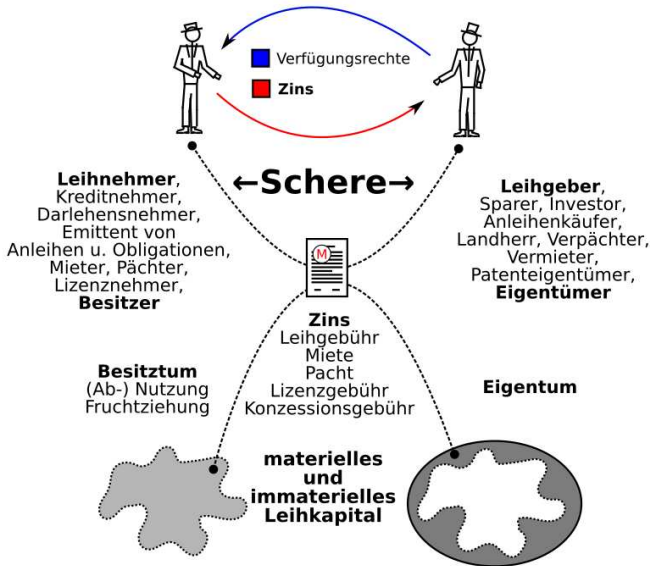 Verfügungsrechte
Zins
←Schere→
Leihnehmer,
Kreditnehmer,
Darlehensnehmer,
Emittent von
Anleihen u. Obligationen,
Mieter, Pächter,
Lizenznehmer,
Besitzer
Leihgeber,
Sparer, Investor,
Anleihenkäufer,
Landherr, Verpächter,
Vermieter,
Patenteigentümer,
Eigentümer
M
Zins
Leihgebühr
Miete
Pacht
Lizenzgebühr
Konzessionsgebühr
Besitztum
(Ab-) Nutzung
Fruchtziehung
Eigentum
materielles
und
immaterielles
Leihkapital